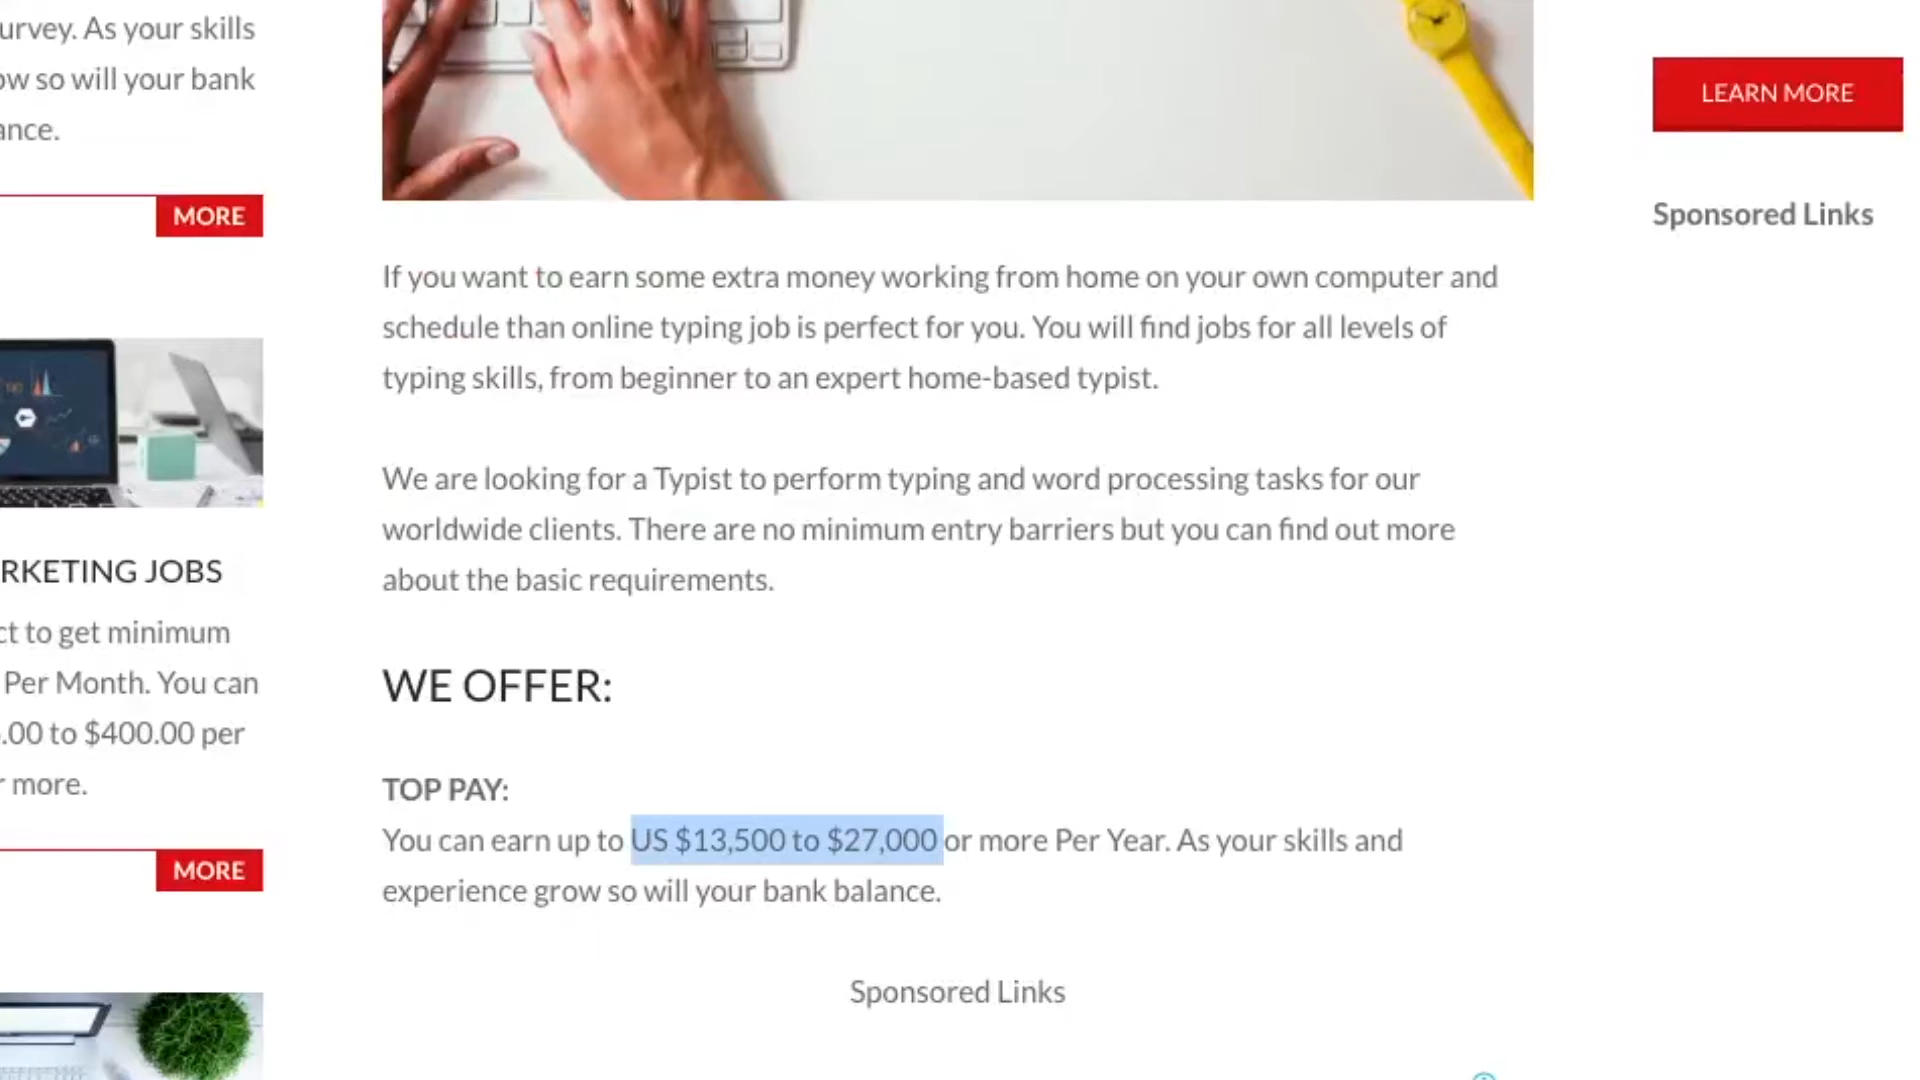 urvey. As your skills
ow so will your bank
ance.
MORE
RKETING JOBS
ct to get minimum
Per Month. You can
.00 to $400.00 per
r more.
MORE
If you want to earn some extra money working from home on your own computer and
schedule than online typing job is perfect for you. You will find jobs for all levels of
typing skills, from beginner to an expert home-based typist.
We are looking for a Typist to perform typing and word processing tasks for our
worldwide clients. There are no minimum entry barriers but you can find out more
about the basic requirements.
WE OFFER:
TOP PAY:
You can earn up to US $13,500 to $27,000 or more Per Year. As your skills and
experience grow so will your bank balance.
Sponsored Links
LEARN MORE
Sponsored Links